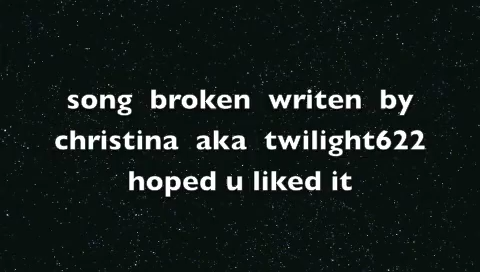 song broken writen by
christina aka twilight622
hoped u liked it